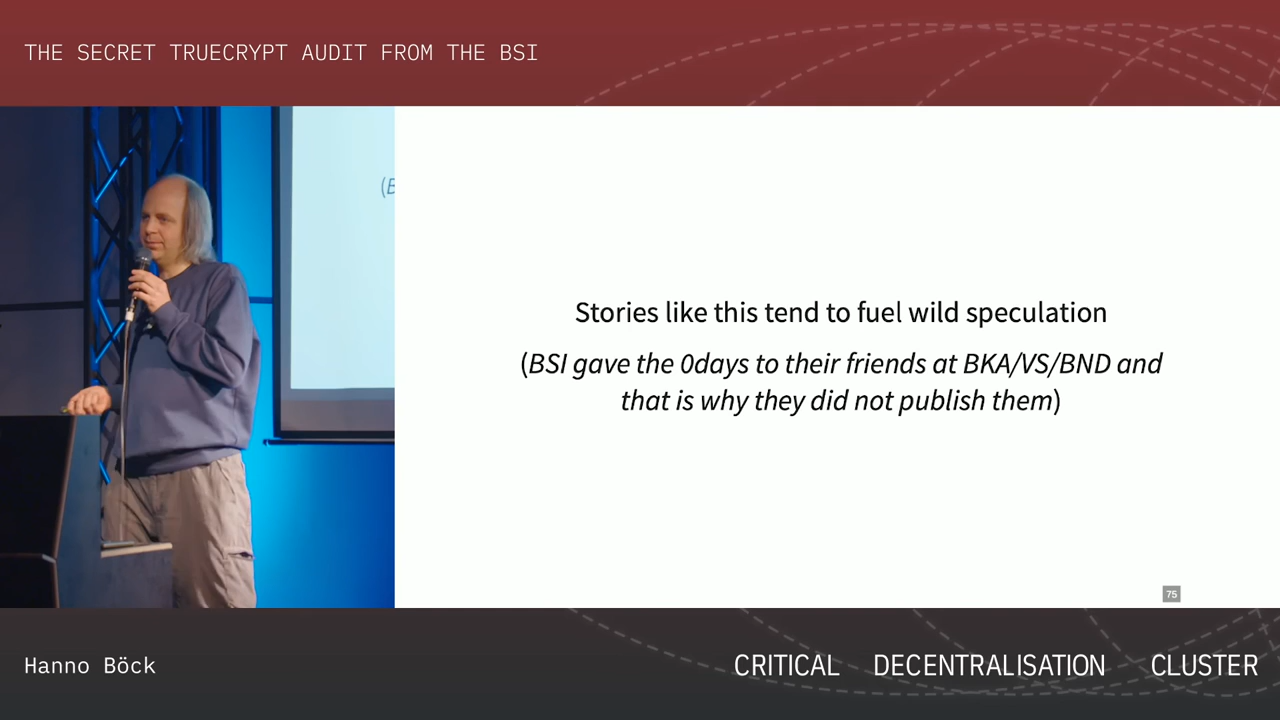 THE SECRET TRUECRYPT AUDIT FROM THE BSI
(B
Stories like this tend to fuel wild speculation
(BSI gave the 0days to their friends at BKA/VS/BND and
that is why they did not publish them)
75
Hanno Böck
CRITICAL DECENTRALISATION CLUSTER